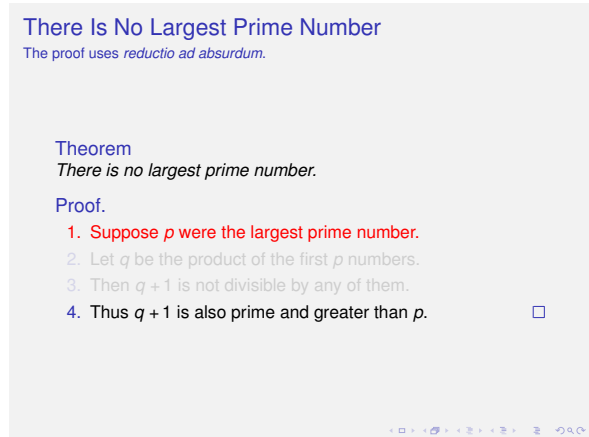 There Is No Largest Prime Number
The proof uses reductio ad absurdum.
Theorem
There is no largest prime number.
Proof.
1. Suppose p were the largest prime number.
2. Let q be the product of the first p numbers.
3. Then q + 1 is not divisible by any of them.
4. Thus q + 1 is also prime and greater than p.